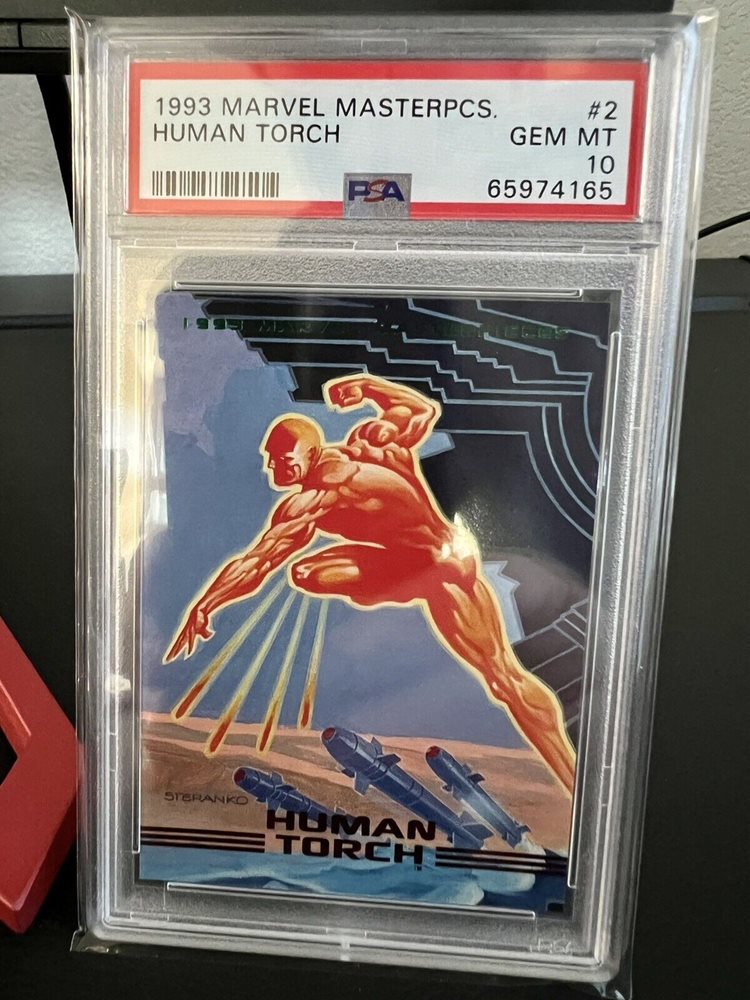 1993 MARVEL MASTERPCS. #2
HUMAN TORCH GEM MT
10
PSA 65974165
STERANKO
HUMAN
TORCH